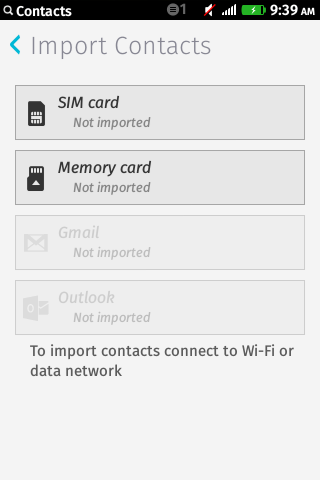 Contacts
1
9:39 AM
Import Contacts
SIM card
Not imported
Memory card
Not imported
Gmail
Not imported
Outlook
Not imported
To import contacts connect to Wi-Fi or
data network